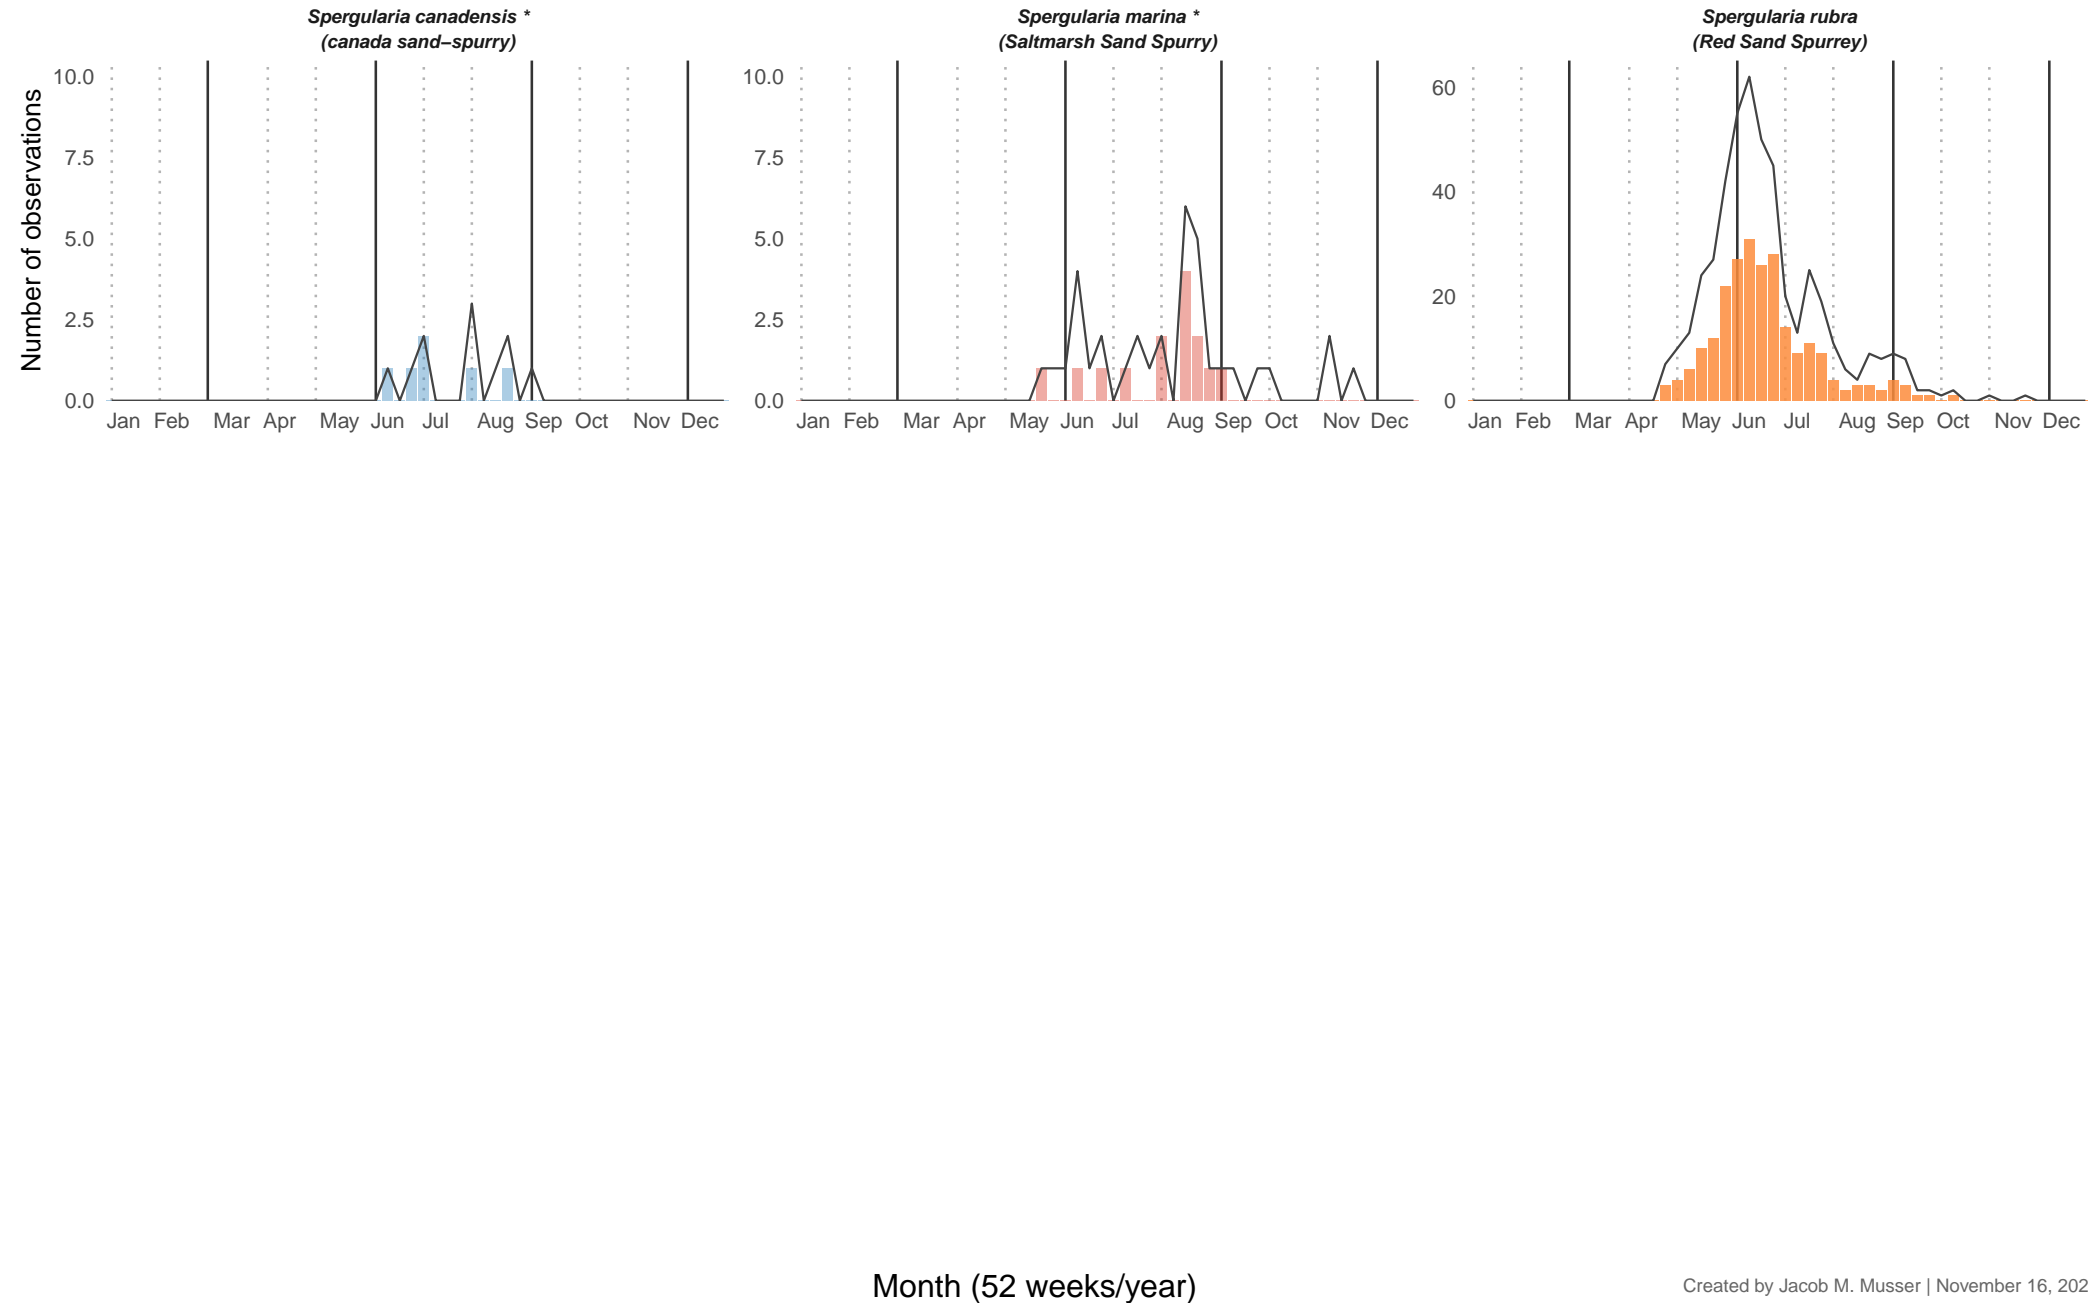 Spergularia canadensis *
(canada sand–spurry)
Spergularia marina *
(Saltmarsh Sand Spurry)
Spergularia rubra
(Red Sand Spurrey)
Number of observations
10.0
7.5
5.0
2.5
0.0
Jan Feb Mar Apr May Jun Jul Aug Sep Oct Nov Dec
10.0
7.5
5.0
2.5
0.0
Jan Feb Mar Apr May Jun Jul Aug Sep Oct Nov Dec
60
40
20
0
Jan Feb Mar Apr May Jun Jul Aug Sep Oct Nov Dec
Month (52 weeks/year)
Created by Jacob M. Musser | November 16, 202